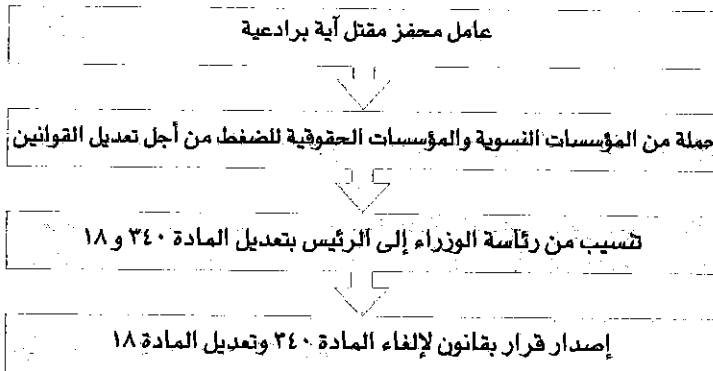 عامل محفز مقتل آية برادعية
حملة من المؤسسات النسوية والمؤسسات الحقوقية للضغط من أجل تعديل القوانين
تنسيب من رئاسة الوزراء إلى الرئيس بتعديل المادة ٣٤٠ و ١٨
إصدار قرار بقانون لإلغاء المادة ٣٤٠ وتعديل المادة ١٨